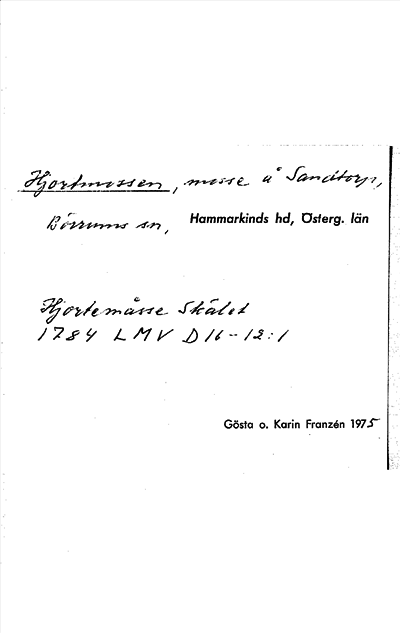 Hjortmossen, mosse å Sandtorp,
Börrums sn, Hammarkinds hd, Österg. län
Hjortemåsse Skälet
1784 LMV D16-12:1
Gösta o. Karin Franzén 1975